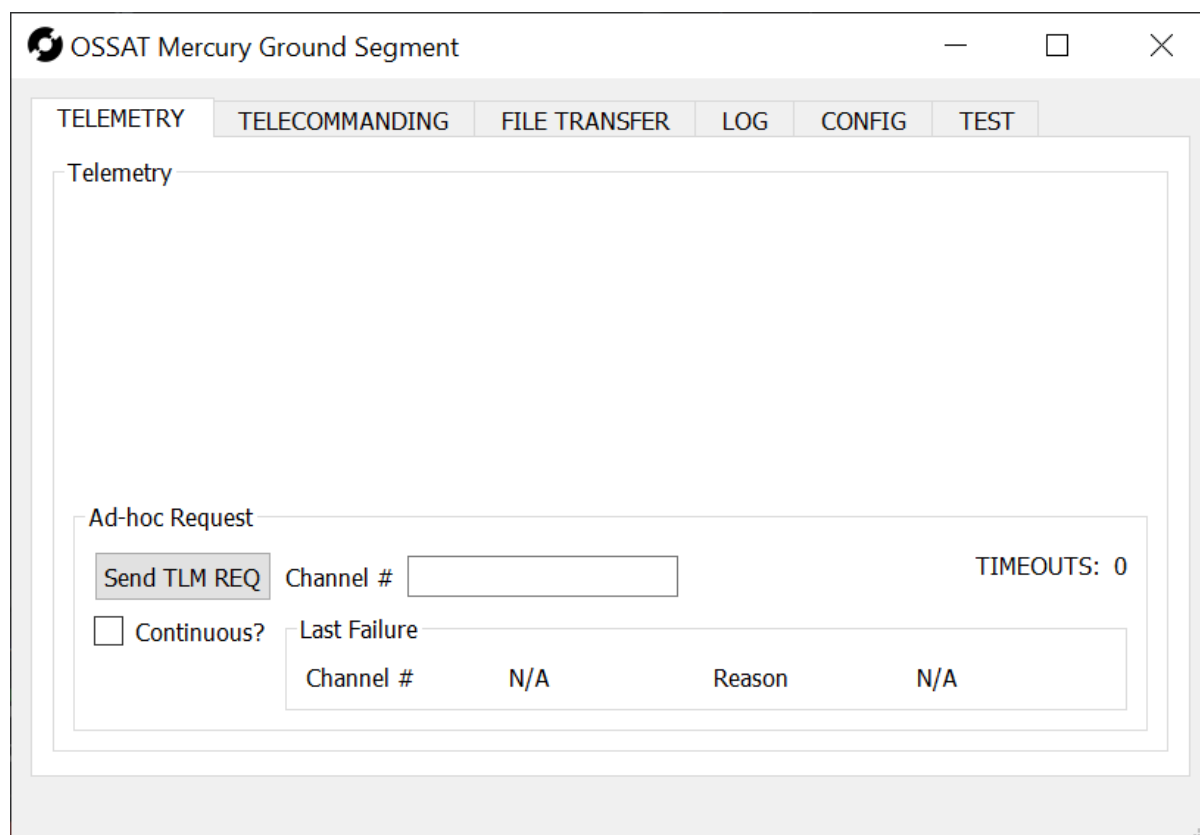 OSSAT Mercury Ground Segment
TELEMETRY TELECOMMANDING FILE TRANSFER LOG CONFIG TEST
Telemetry
Ad-hoc Request
Send TLM REQ Channel # TIMEOUTS: 0
Continuous? Last Failure
Channel # N/A Reason N/A